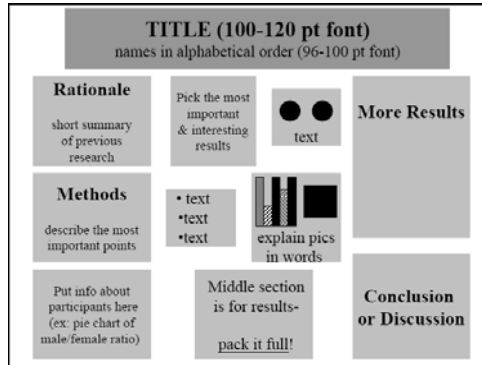 TITLE (100-120 pt font)
names in alphabetical order (96-100 pt font)
Rationale
short summary
of previous
research
Methods
describe the most
important points
Put info about
participants here
(ex: pie chart of
male/female ratio)
Pick the most
important
& interesting
results
text
• text
•text
•text
explain pics
in words
Middle section
is for results-
pack it full!
More Results
Conclusion
or Discussion